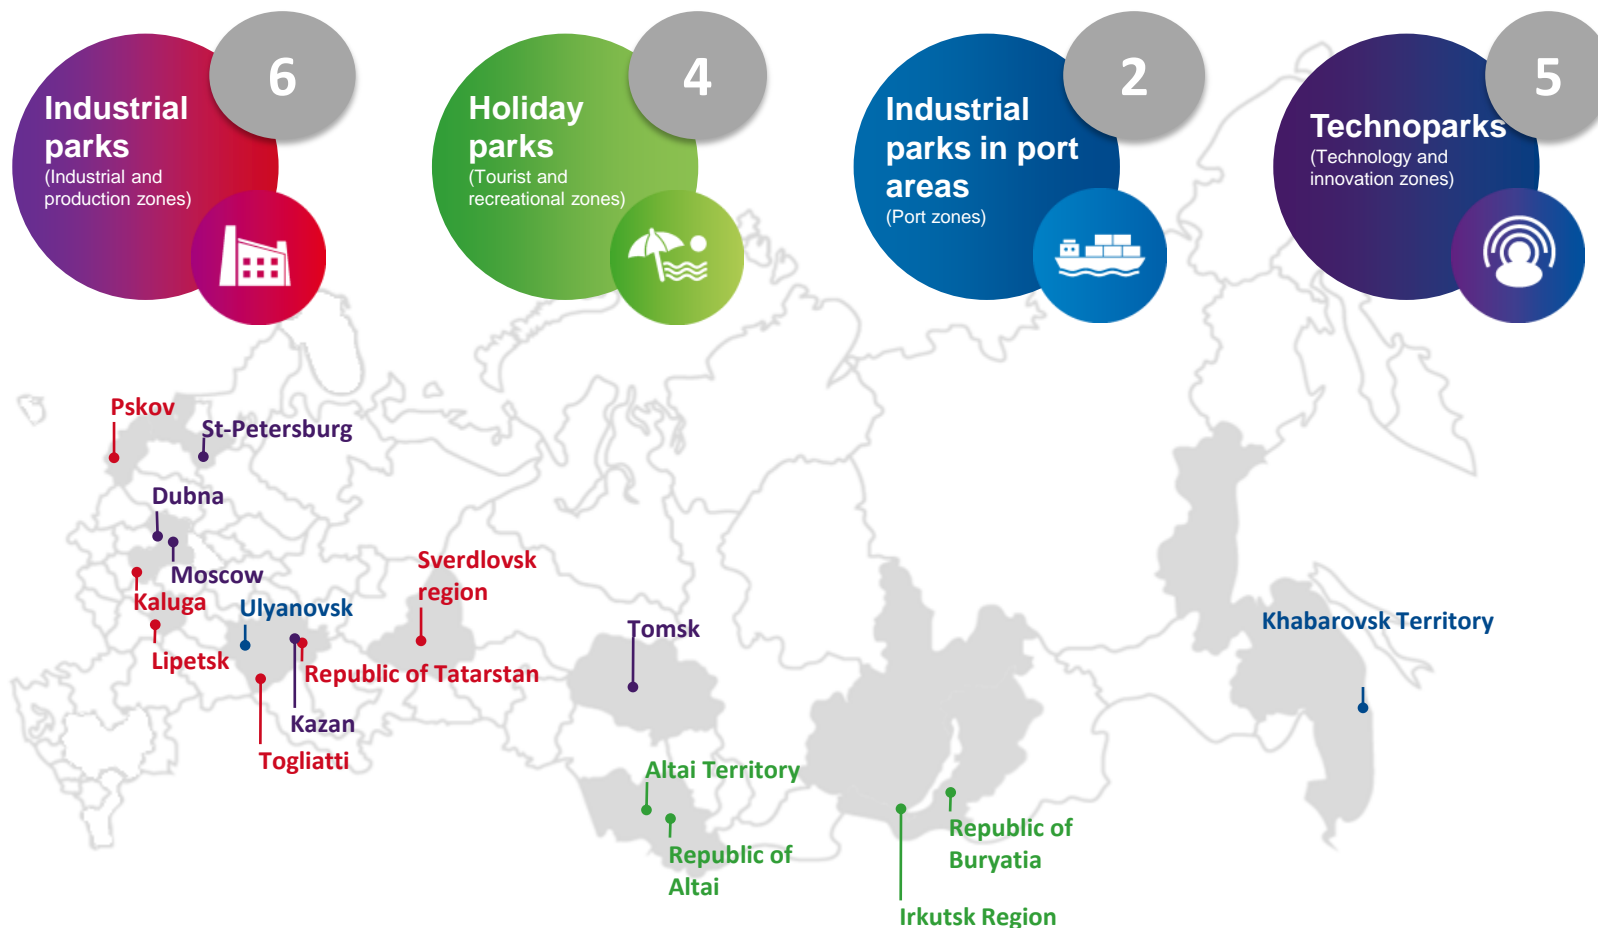 6
Industrial
parks
(Industrial and
production zones)
4
Holiday
parks
(Tourist and
recreational zones)
2
Industrial
parks in port
areas
(Port zones)
5
Technoparks
(Technology and
innovation zones)
Pskov
St-Petersburg
Dubna
Moscow
Kaluga
Lipetsk
Ulyanovsk
Sverdlovsk
region
Republic of Tatarstan
Kazan
Togliatti
Tomsk
Altai Territory
Republic of
Altai
Irkutsk Region
Republic of
Buryatia
Khabarovsk Territory